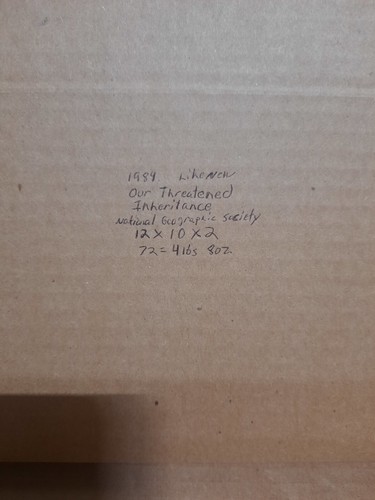 1984 Like New
Our Threatened
Inheritance
National Geographic Society
12 x 10 x 2
72 = 4 lbs 8oz